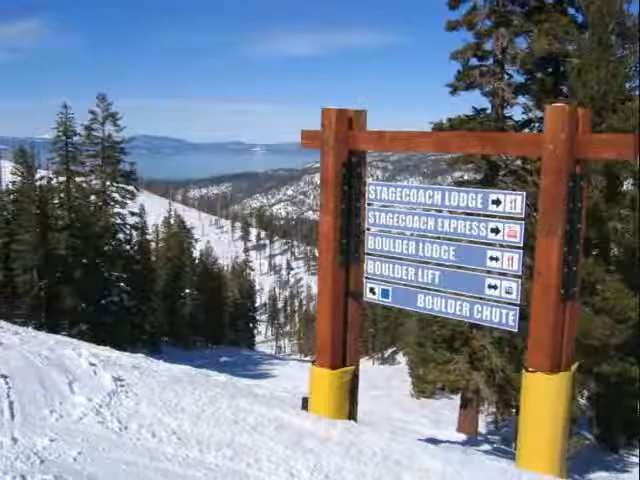 STAGECOACH LODGE
STAGECOACH EXPRESS
BOULDER LODGE
BOULDER LIFT
BOULDER CHUTE